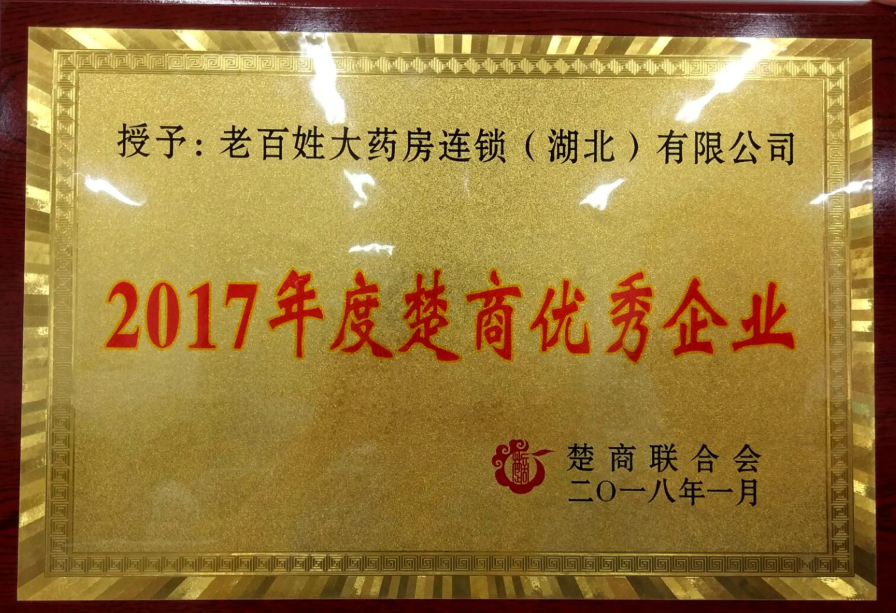 授予：老百姓大药房连锁（湖北）有限公司
2017年度楚商优秀企业
楚商联合会
二〇一八年一月